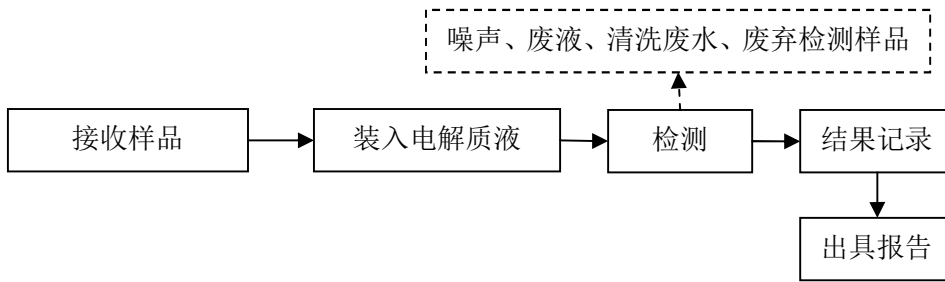 噪声、废液、清洗废水、废弃检测样品
接收样品
装入电解质液
检测
结果记录
出具报告